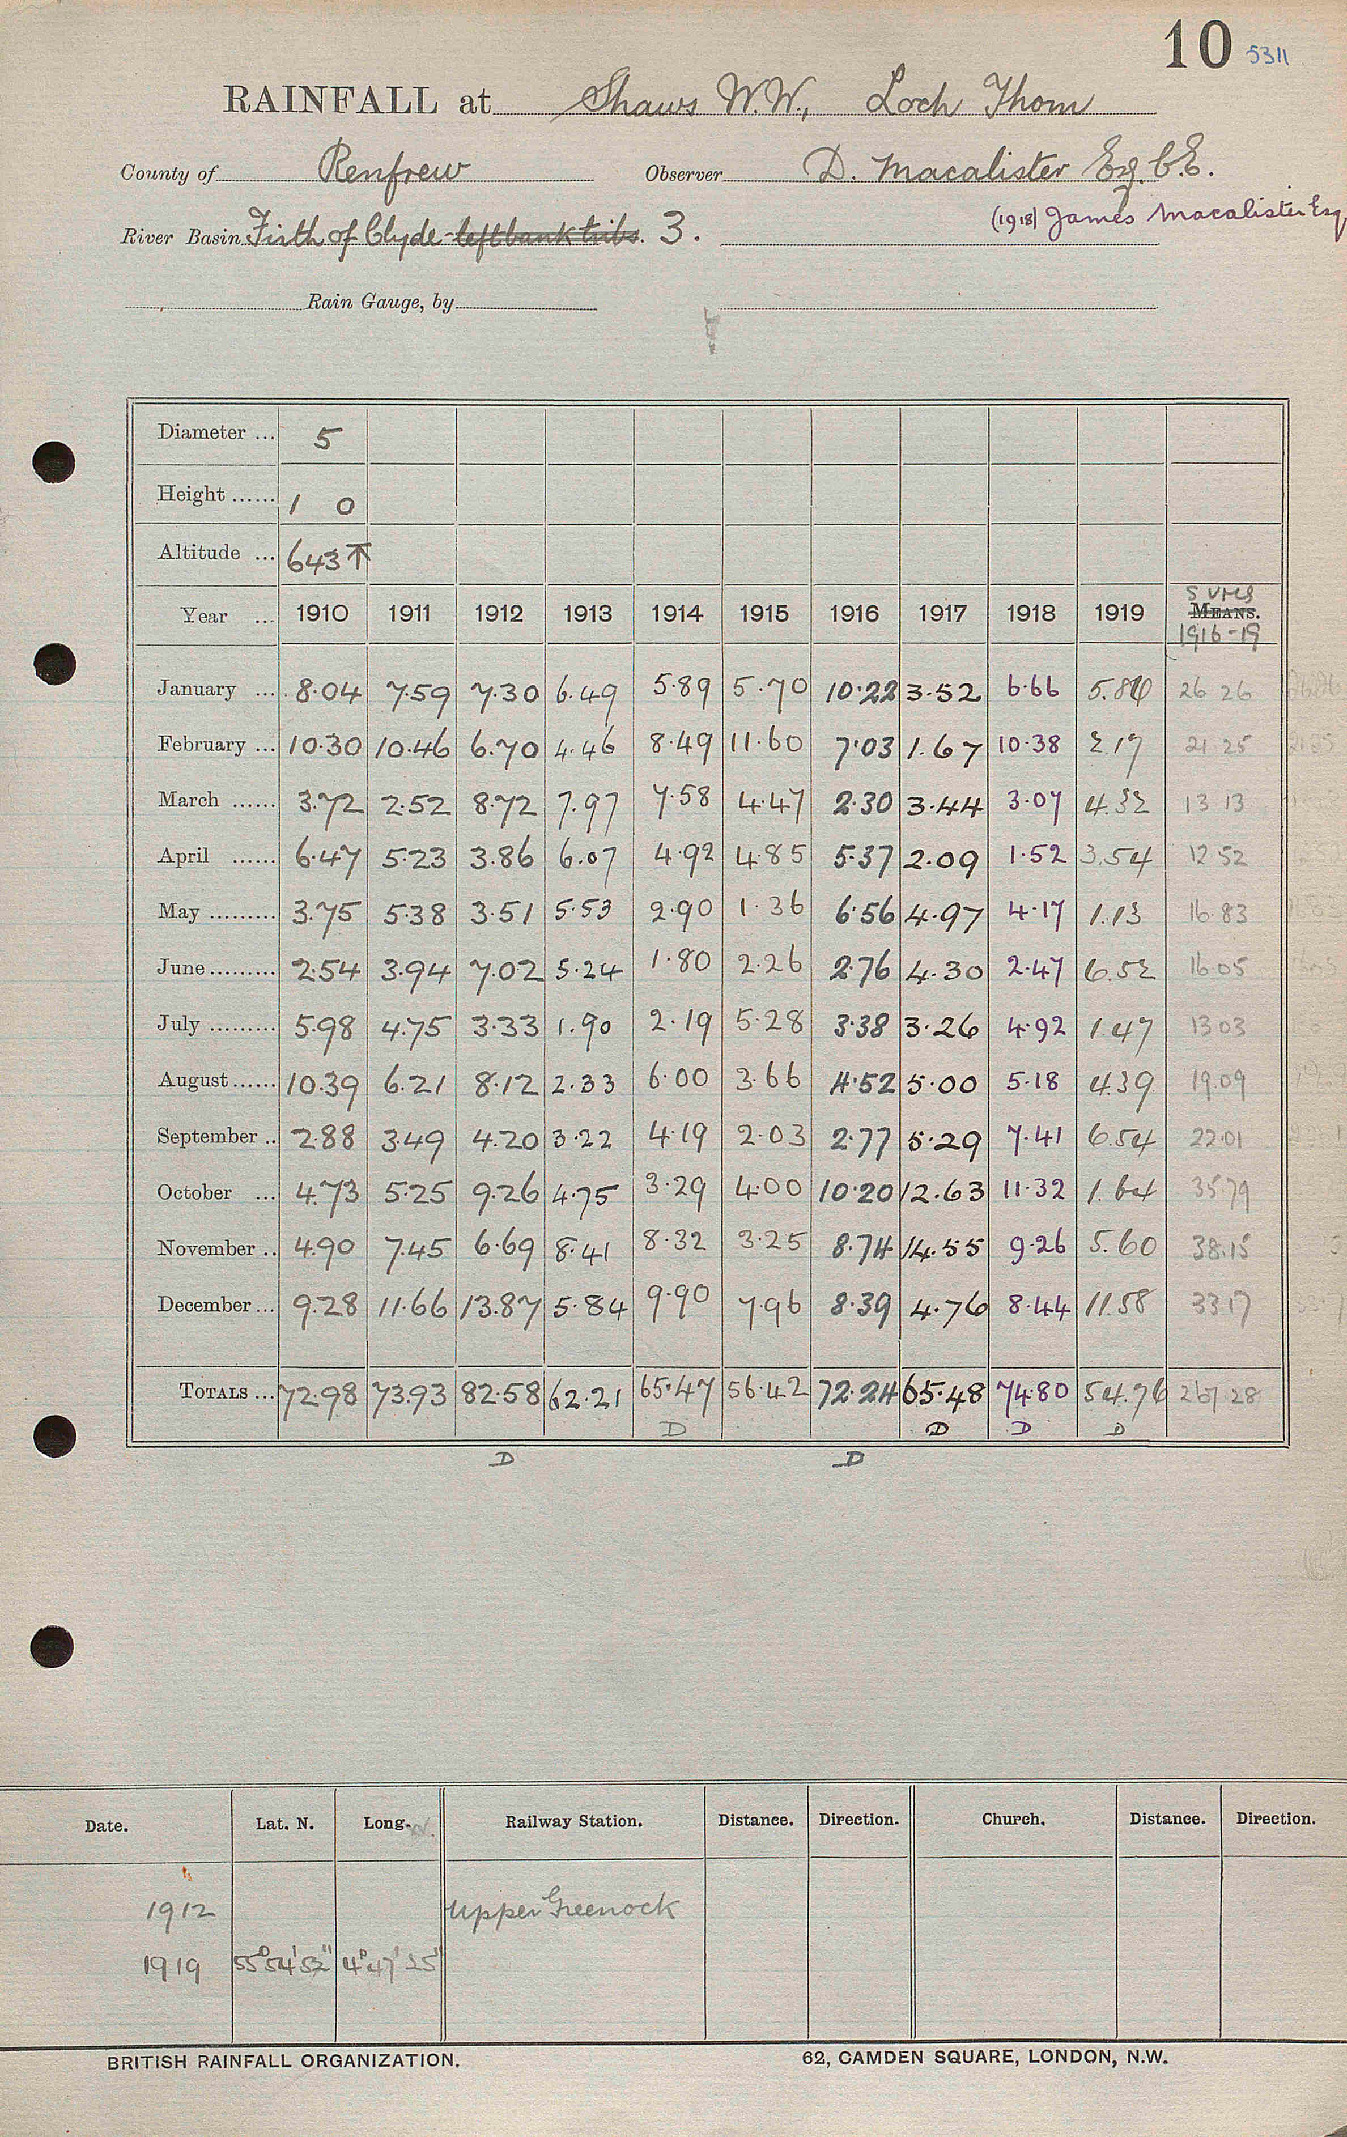 10 5311
RAINFALL at Shaws W.W., Loch Thom
County of Renfrew Observer D. Macalister Esq. C.E.
(1918) James Macalister Esq,
River Basin Firth of Clyde - left bank tribs. 3.
Rain Gauge, by
Diameter ... 5
Height ...... 1 0
Altitude ... 643
Year ... 1910 1911 1912 1913 1914 1915 1916 1917 1918 1919 SUMS MEANS. 1916-19
January ... 8.04 7.59 7.30 6.49 5.89 5.70 10.22 3.52 6.66 5.86 26 26
February ... 10.30 10.46 6.70 4.46 8.49 11.60 7.03 1.67 10.38 2 17 21.25
March ...... 3.72 2.52 8.72 7.97 7.58 4.47 2.30 3.44 3.07 4.32 13 13
April ...... 6.47 5.23 3.86 6.07 4.92 4.85 5.37 2.09 1.52 3.54 12 52
May ......... 3.75 5.38 3.51 5.53 2.90 1.36 6.56 4.97 4.17 1.13 16.83
June......... 2.54 3.94 7.02 5.24 1.80 2.26 2.76 4.30 2.47 6.52 16.05
July ......... 5.98 4.75 3.33 1.90 2.19 5.28 3.38 3.26 4.92 1.47 13.03
August...... 10.39 6.21 8.12 2.33 6.00 3.66 4.52 5.00 5.18 4.39 19.09
September .. 2.88 3.49 4.20 3.22 4.19 2.03 2.77 5.29 7.41 6.54 22.01
October ... 4.73 5.25 9.26 4.75 3.29 4.00 10.20 12.63 11.32 1.64 35.79
November .. 4.90 7.45 6.69 8.41 8.32 3.25 8.74 14.55 9.26 5.60 38.15
December ... 9.28 11.66 13.87 5.84 9.90 7.96 8.39 4.76 8.44 11.58 33.17
TOTALS ... 72.98 73.93 82.58 62.21 65.47 56.42 72.24 65.48 74.80 54.76 267 28
D D D D
D D
Date. Lat. N. Long. W. Railway Station. Distance. Direction. Church. Distance. Direction.
1912 Upper Greenock
1919 55°54'52" 4°47'25"
BRITISH RAINFALL ORGANIZATION. 62, CAMDEN SQUARE, LONDON, N.W.